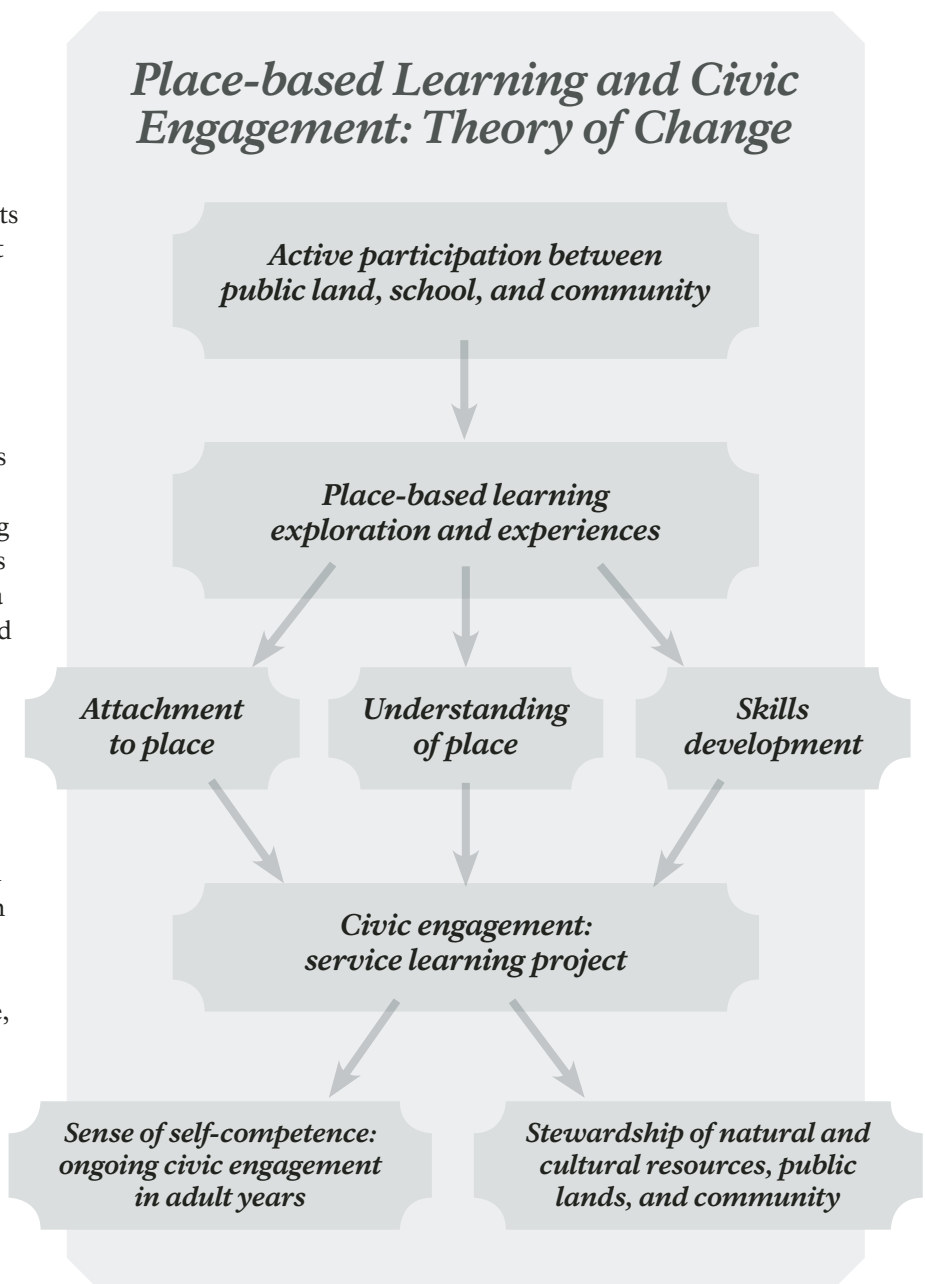 Place-based Learning and Civic
Engagement: Theory of Change
Active participation between
public land, school, and community
Place-based learning
exploration and experiences
Attachment
to place
Understanding
of place
Skills
development
Civic engagement:
service learning project
Sense of self-competence:
ongoing civic engagement
in adult years
Stewardship of natural and
cultural resources, public
lands, and community